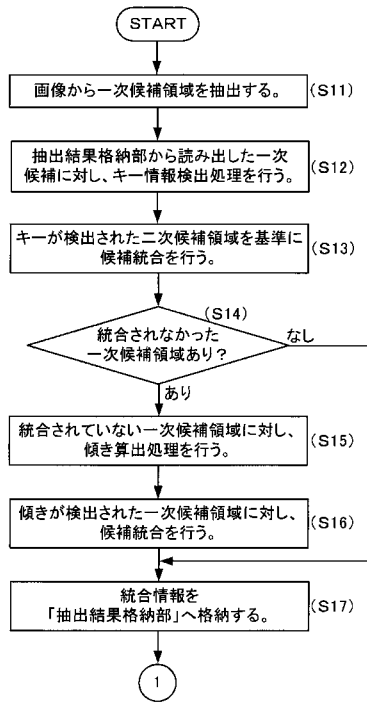 START
画像から一次候補領域を抽出する。
(S11)
抽出結果格納部から読み出した一次
候補に対し、キー情報検出処理を行う。
(S12)
キーが検出された二次候補領域を基準に
候補統合を行う。
(S13)
(S14)
統合されなかった
一次候補領域あり？
なし
あり
統合されていない一次候補領域に対し、
傾き算出処理を行う。
(S15)
傾きが検出された一次候補領域に対し、
候補統合を行う。
(S16)
統合情報を
「抽出結果格納部」へ格納する。
(S17)
1